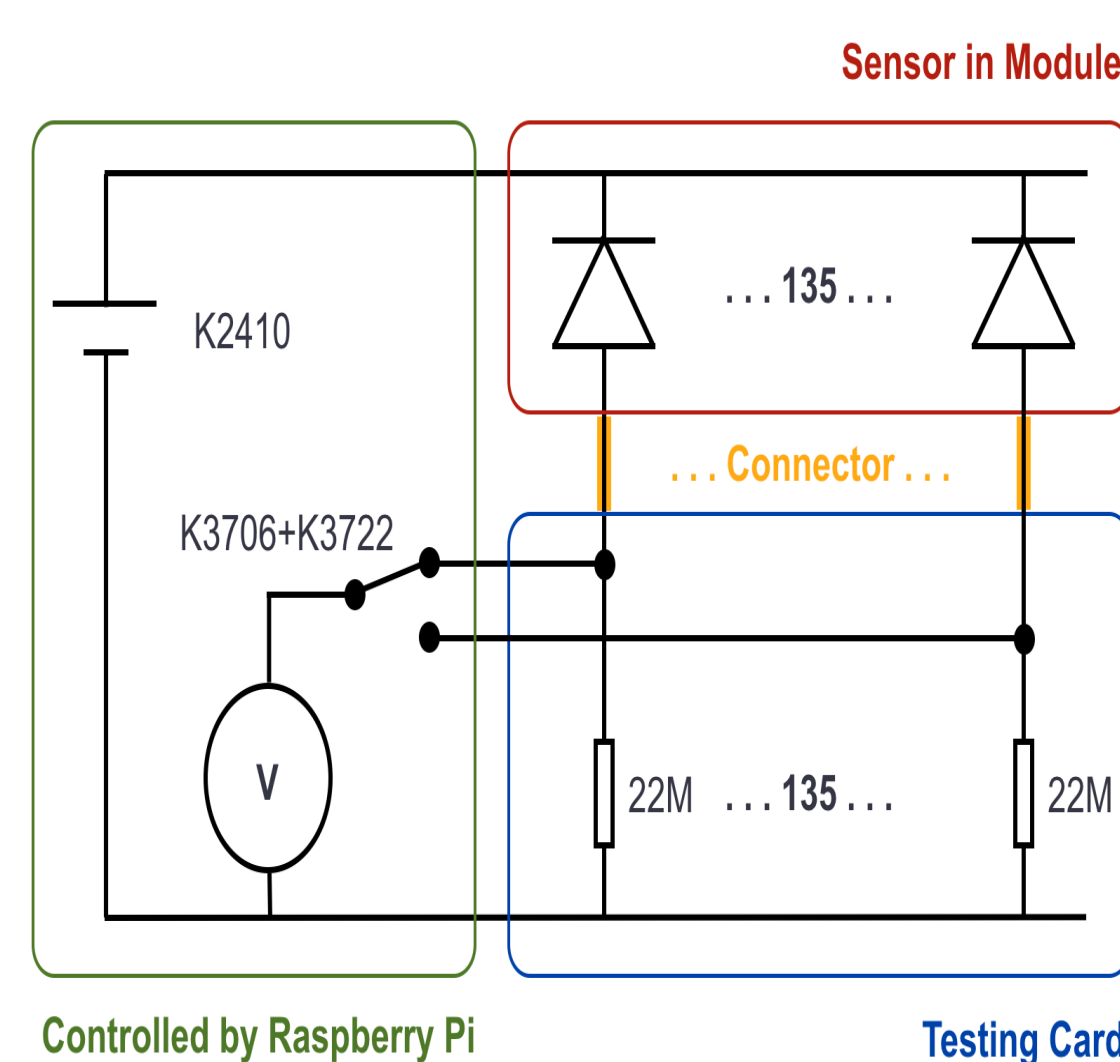 Sensor in Module
K2410
. . . 135 . . .
. . . Connector . . .
K3706+K3722
V
22M
. . . 135 . . .
22M
Controlled by Raspberry Pi
Testing Card